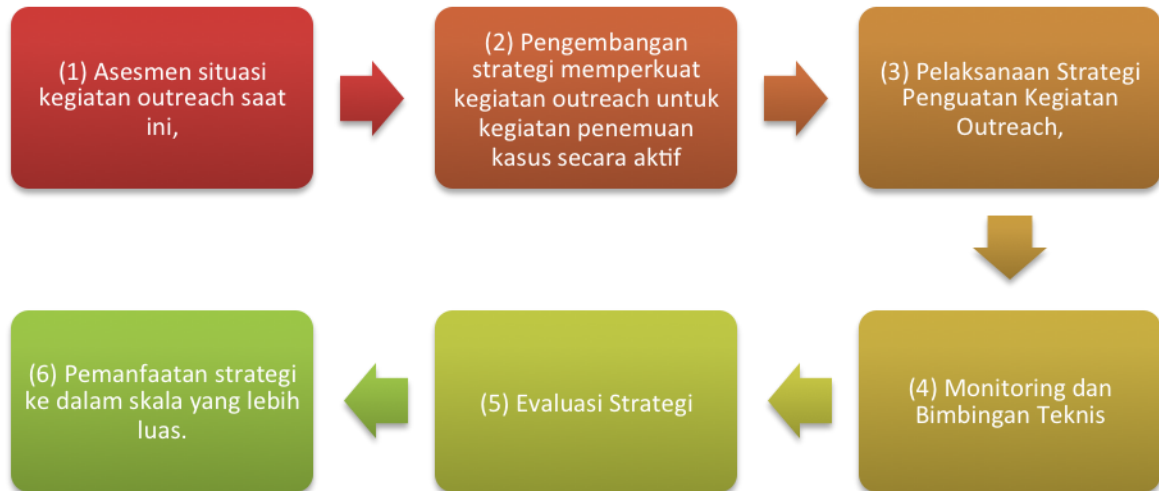 (1) Asesmen situasi
kegiatan outreach saat
ini,
(2) Pengembangan
strategi memperkuat
kegiatan outreach untuk
kegiatan penemuan
kasus secara aktif
(3) Pelaksanaan Strategi
Penguatan Kegiatan
Outreach,
(4) Monitoring dan
Bimbingan Teknis
(5) Evaluasi Strategi
(6) Pemanfaatan strategi
ke dalam skala yang lebih
luas.